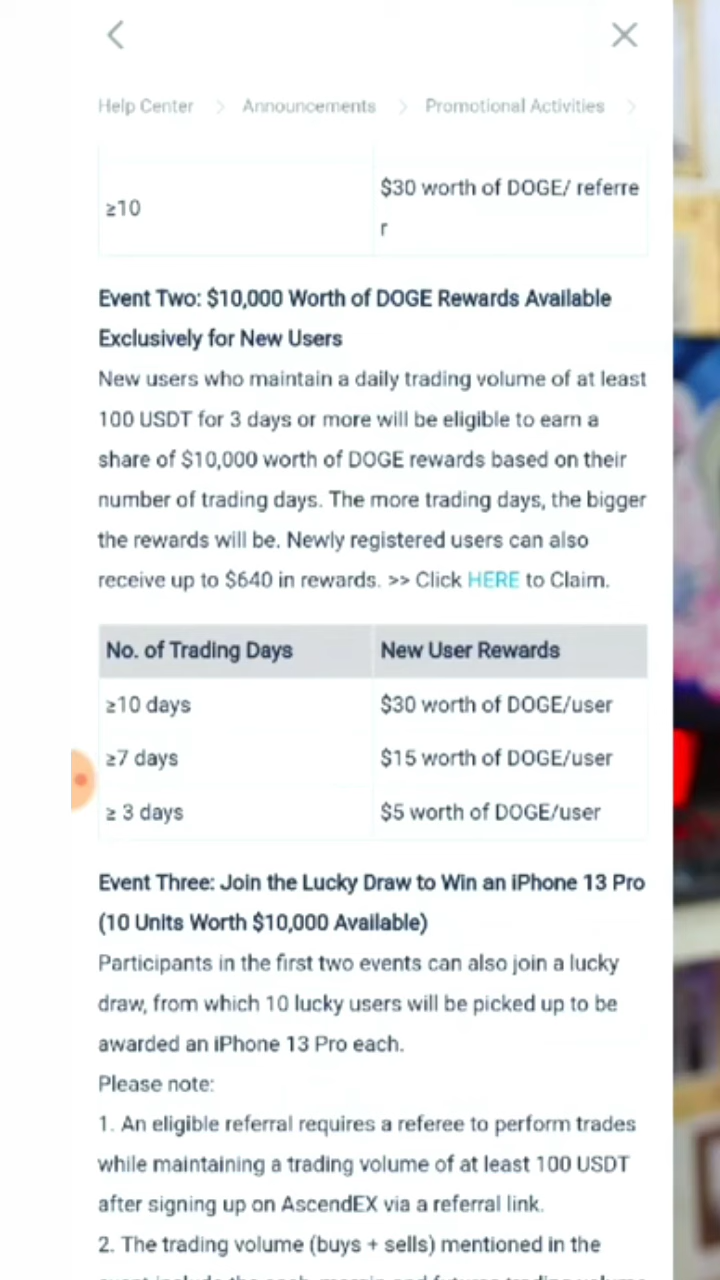 Help Center > Announcements > Promotional Activities >
≥10
$30 worth of DOGE/ referre
r
Event Two: $10,000 Worth of DOGE Rewards Available
Exclusively for New Users
New users who maintain a daily trading volume of at least
100 USDT for 3 days or more will be eligible to earn a
share of $10,000 worth of DOGE rewards based on their
number of trading days. The more trading days, the bigger
the rewards will be. Newly registered users can also
receive up to $640 in rewards. >> Click HERE to Claim.
No. of Trading Days New User Rewards
≥10 days $30 worth of DOGE/user
≥7 days $15 worth of DOGE/user
≥ 3 days $5 worth of DOGE/user
Event Three: Join the Lucky Draw to Win an iPhone 13 Pro
(10 Units Worth $10,000 Available)
Participants in the first two events can also join a lucky
draw, from which 10 lucky users will be picked up to be
awarded an iPhone 13 Pro each.
Please note:
1. An eligible referral requires a referee to perform trades
while maintaining a trading volume of at least 100 USDT
after signing up on AscendEX via a referral link.
2. The trading volume (buys + sells) mentioned in the